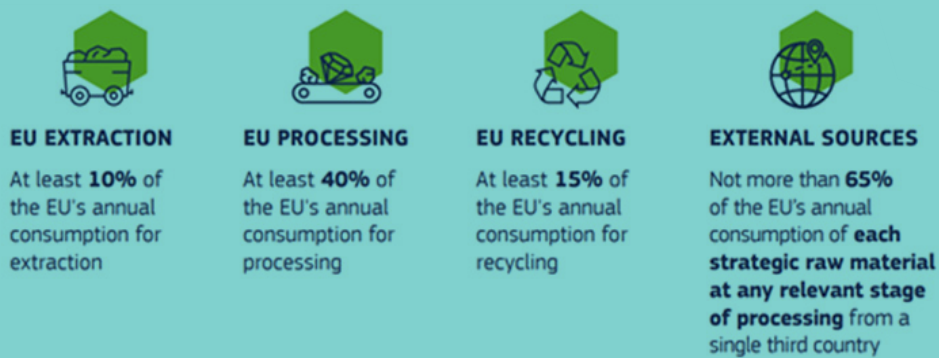 EU EXTRACTION
At least 10% of
the EU's annual
consumption for
extraction
EU PROCESSING
At least 40% of
the EU's annual
consumption for
processing
EU RECYCLING
At least 15% of
the EU's annual
consumption for
recycling
EXTERNAL SOURCES
Not more than 65%
of the EU's annual
consumption of each
strategic raw material
at any relevant stage
of processing from a
single third country